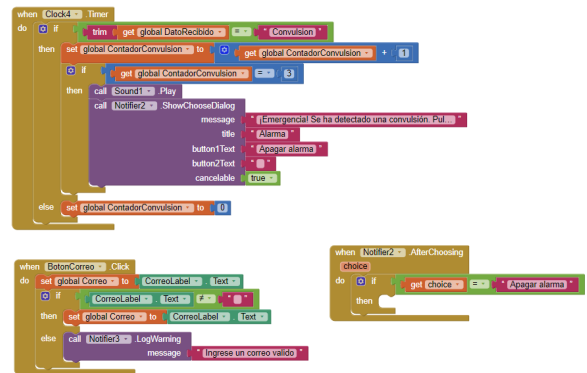 when Clock4 .Timer
do if trim get global DatoRecibido = " Convulsion "
then set global ContadorConvulsion to get global ContadorConvulsion + 1
if get global ContadorConvulsion = 3
then call Sound1 .Play
call Notifier2 .ShowChooseDialog
message " ¡Emergencia! Se ha detectado una convulsión. Pul... "
title " Alarma "
button1Text " Apagar alarma "
button2Text " "
cancelable true
else set global ContadorConvulsion to 0
when BotonCorreo .Click
do set global Correo to CorreoLabel . Text
if CorreoLabel . Text ≠ " "
then set global Correo to CorreoLabel . Text
else call Notifier3 .LogWarning
message " Ingrese un correo valido "
when Notifier2 .AfterChoosing
choice
do if get choice = " Apagar alarma "
then